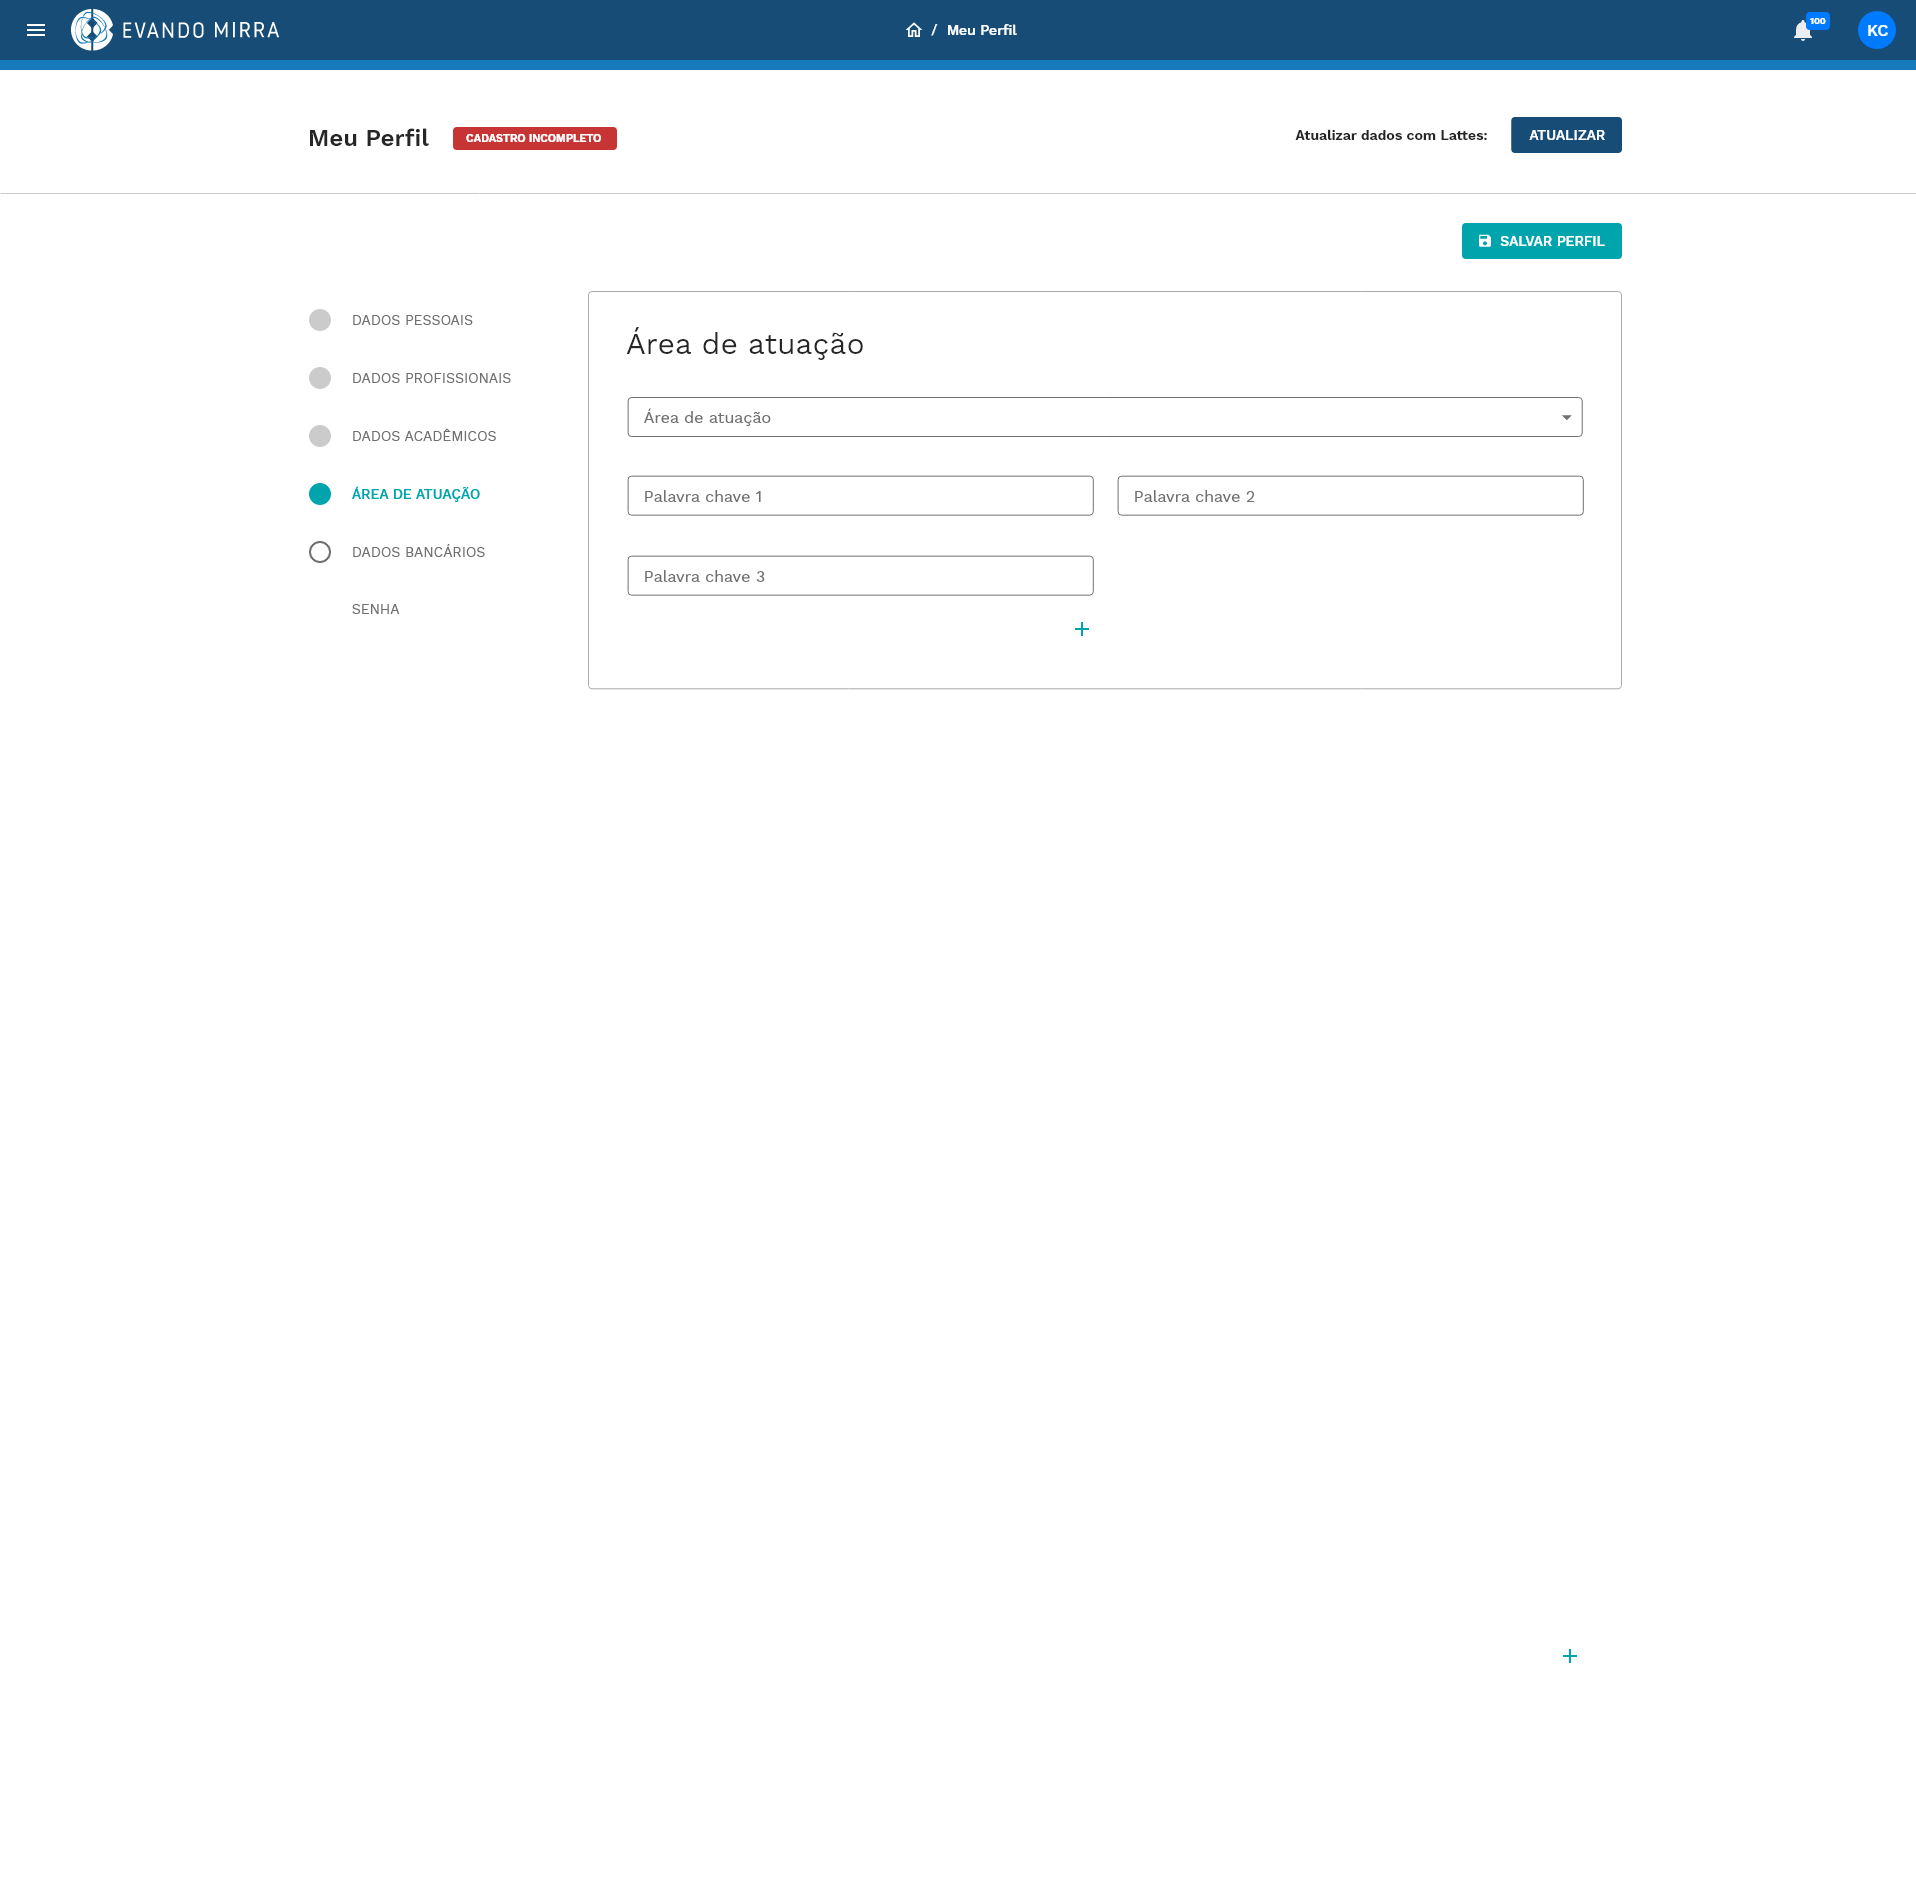 EVANDO MIRRA
/ Meu Perfil
100
KC
Meu Perfil
CADASTRO INCOMPLETO
Atualizar dados com Lattes:
ATUALIZAR
SALVAR PERFIL
DADOS PESSOAIS
DADOS PROFISSIONAIS
DADOS ACADÊMICOS
ÁREA DE ATUAÇÃO
DADOS BANCÁRIOS
SENHA
Área de atuação
Área de atuação
Palavra chave 1
Palavra chave 2
Palavra chave 3